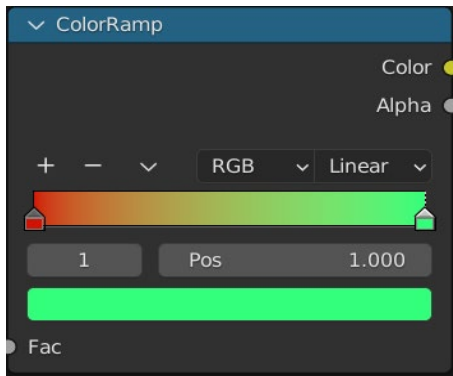 ColorRamp
Color
Alpha
RGB Linear
1 Pos 1.000
Fac